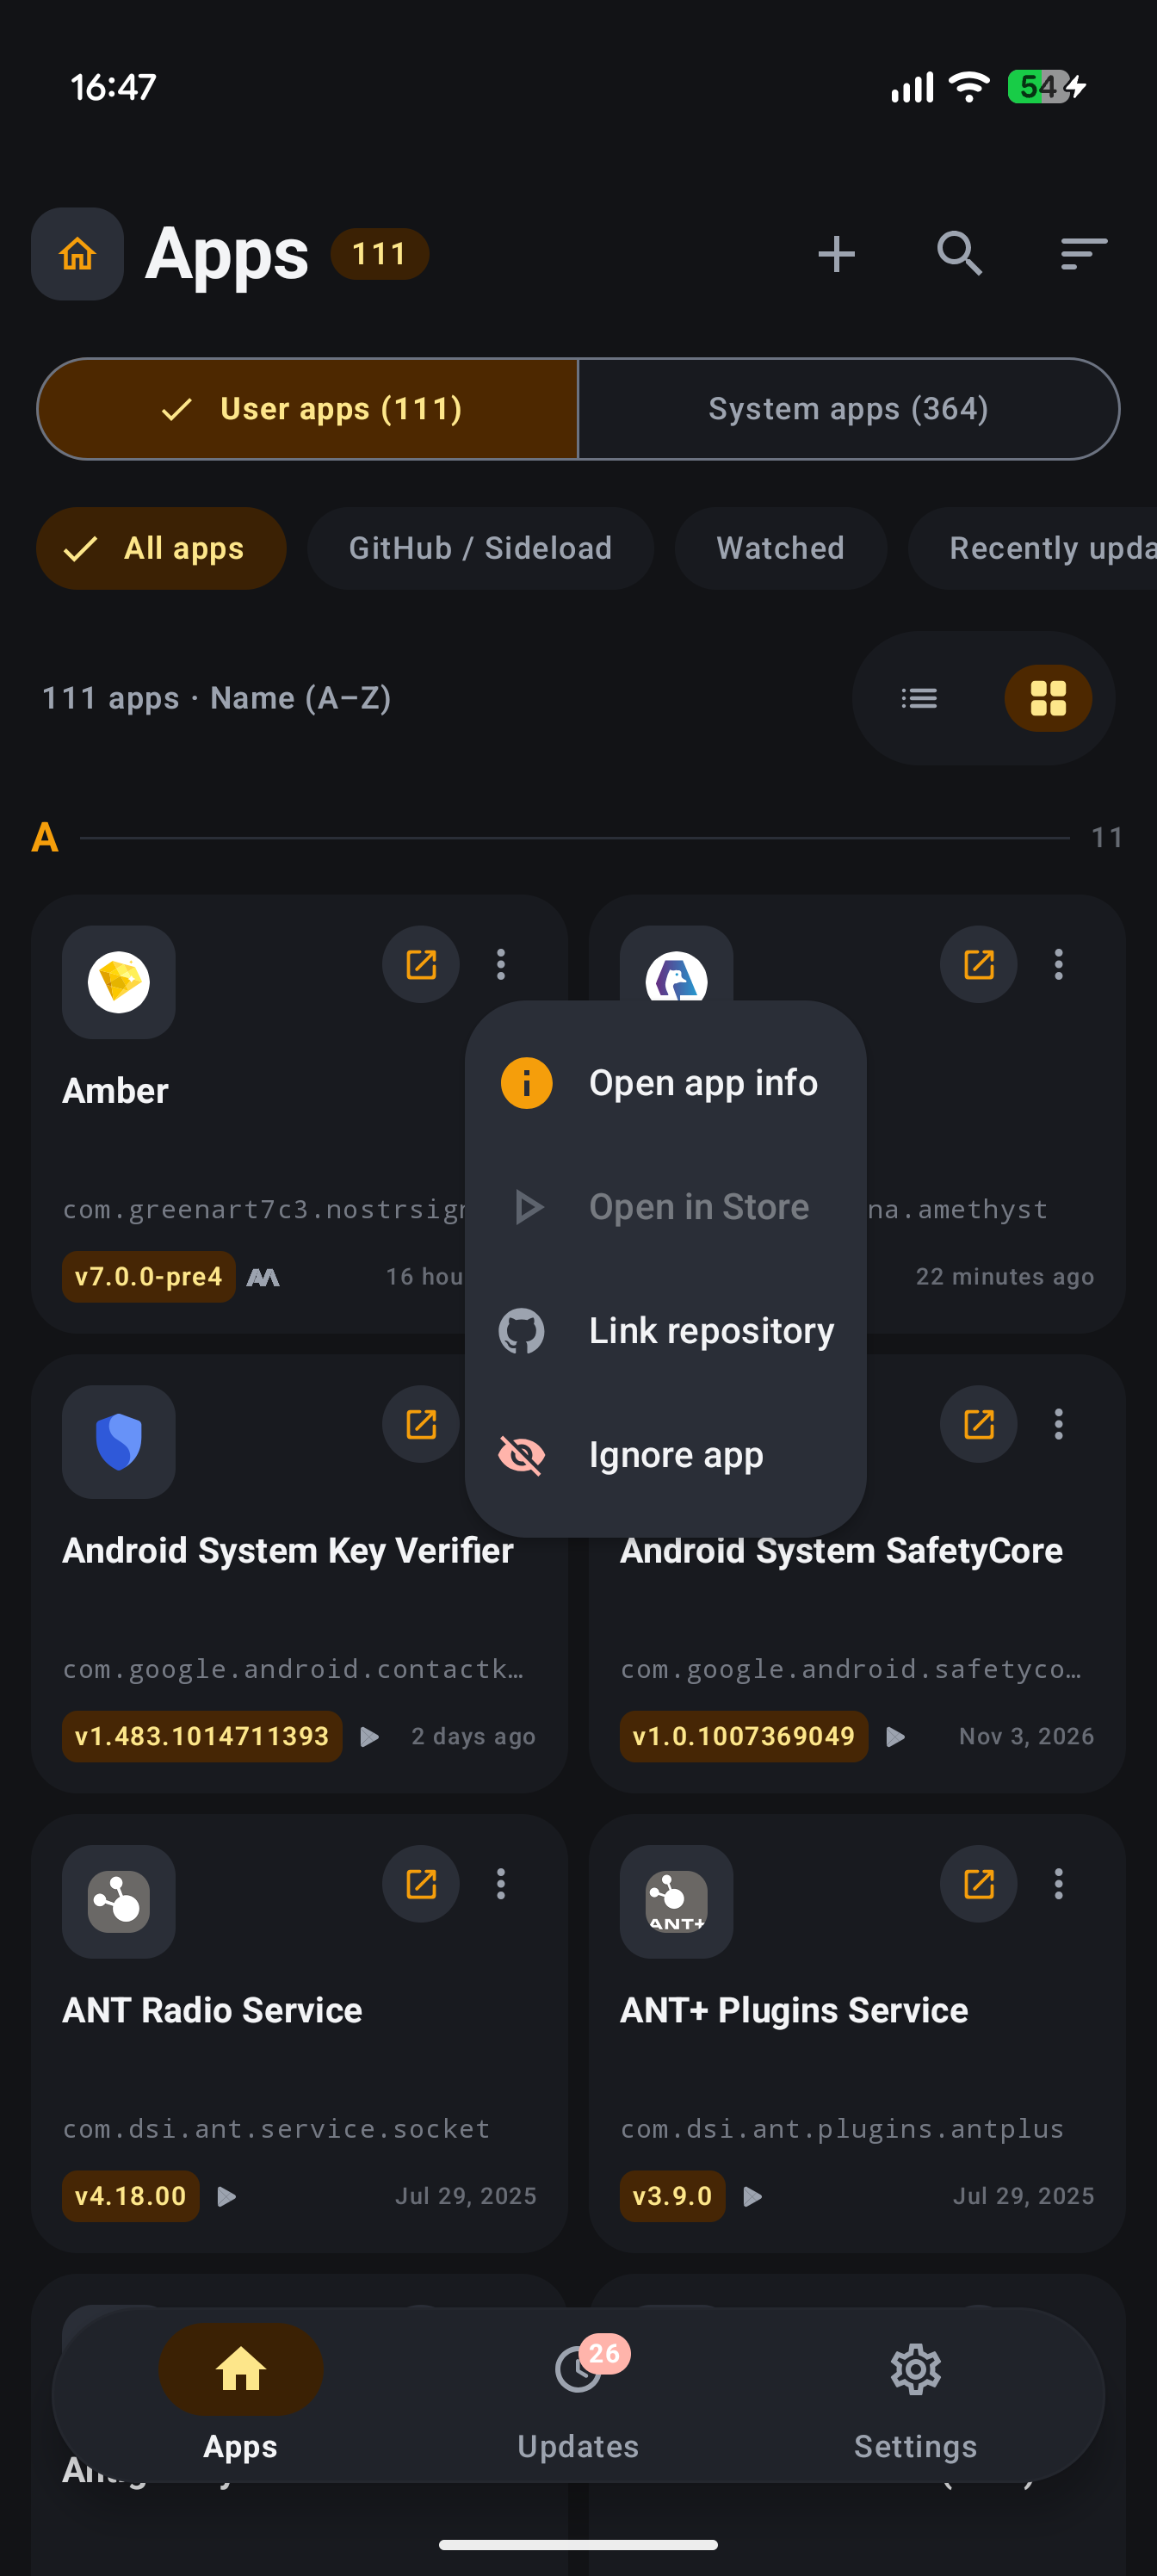 16:47
54
Apps 111
User apps (111)
System apps (364)
All apps
GitHub / Sideload
Watched
Recently upda
111 apps · Name (A–Z)
A
11
Amber
com.greenart7c3.nostrsign
na.amethyst
v7.0.0-pre4
16 hou
22 minutes ago
Open app info
Open in Store
Link repository
Ignore app
Android System Key Verifier
com.google.android.contactk…
v1.483.1014711393
2 days ago
Android System SafetyCore
com.google.android.safetyco…
v1.0.1007369049
Nov 3, 2026
ANT Radio Service
com.dsi.ant.service.socket
v4.18.00
Jul 29, 2025
ANT+
ANT+ Plugins Service
com.dsi.ant.plugins.antplus
v3.9.0
Jul 29, 2025
Apps
26
Updates
Settings